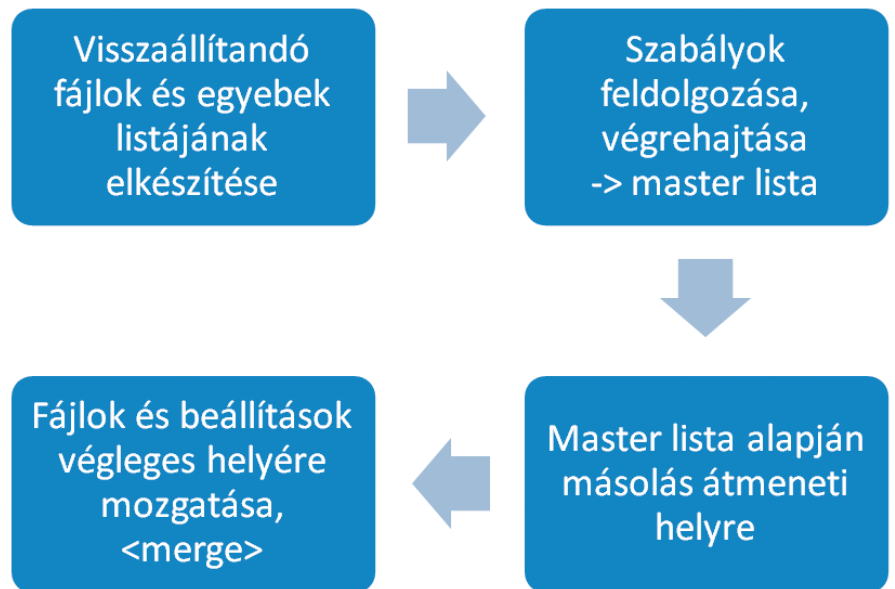 Visszaállítandó
fájlok és egyebek
listájának
elkészítése
Szabályok
feldolgozása,
végrehajtása
-> master lista
Master lista alapján
másolás átmeneti
helyre
Fájlok és beállítások
végleges helyére
mozgatása,
<merge>